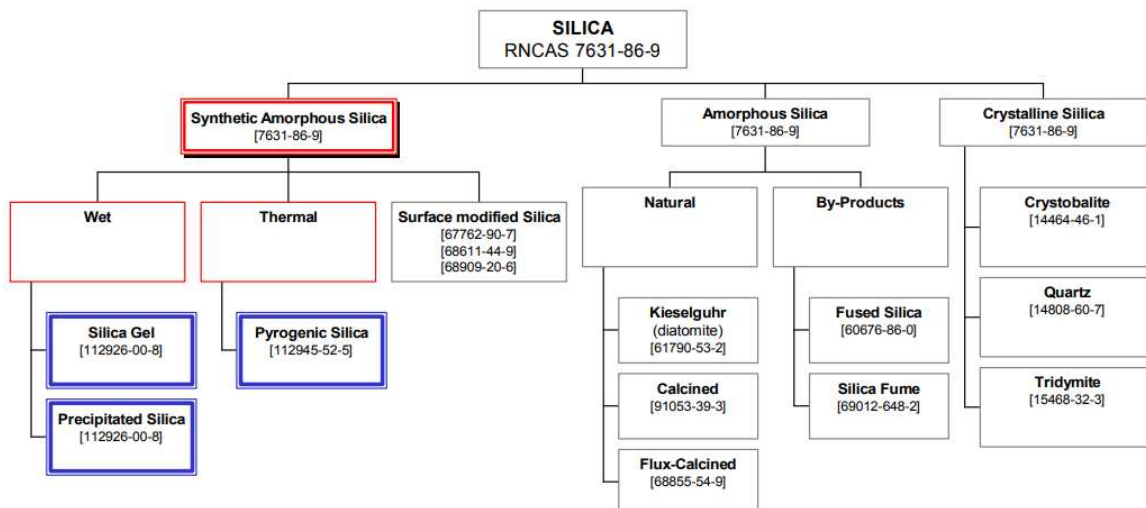 SILICA
RNCAS 7631-86-9
Synthetic Amorphous Silica
[7631-86-9]
Amorphous Silica
[7631-86-9]
Crystalline Siilica
[7631-86-9]
Wet
Thermal
Surface modified Silica
[67762-90-7]
[68611-44-9]
[68909-20-6]
Natural
By-Products
Crystobalite
[14464-46-1]
Silica Gel
[112926-00-8]
Pyrogenic Silica
[112945-52-5]
Kieselguhr
(diatomite)
[61790-53-2]
Fused Silica
[60676-86-0]
Quartz
[14808-60-7]
Precipitated Silica
[112926-00-8]
Calcined
[91053-39-3]
Silica Fume
[69012-648-2]
Tridymite
[15468-32-3]
Flux-Calcined
[68855-54-9]